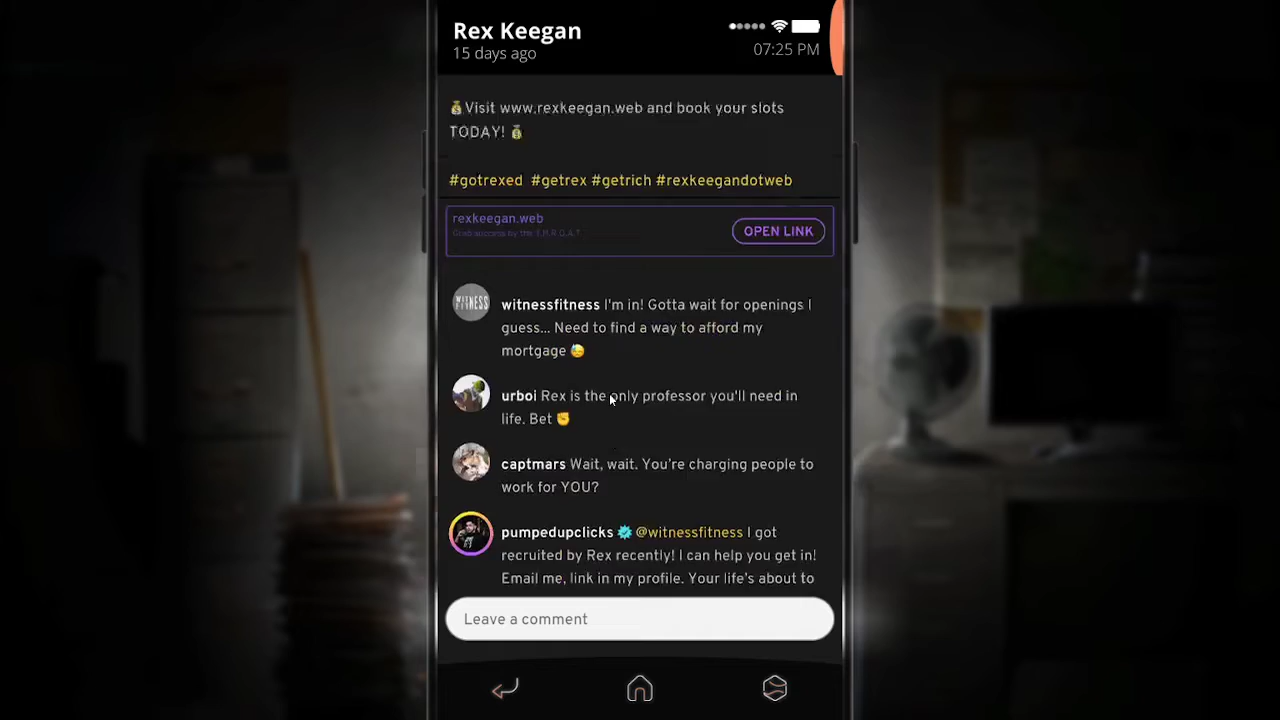 Rex Keegan
15 days ago
07:25 PM
💰Visit www.rexkeegan.web and book your slots
TODAY! 💰
#gotrexed #getrex #getrich #rexkeegandotweb
rexkeegan.web
OPEN LINK
WITNESS
FITNESS
witnessfitness I'm in! Gotta wait for openings I
guess... Need to find a way to afford my
mortgage 😓
urboi Rex is the only professor you'll need in
life. Bet ✊
captmars Wait, wait. You're charging people to
work for YOU?
pumpedupclicks @witnessfitness I got
recruited by Rex recently! I can help you get in!
Email me, link in my profile. Your life's about to
Leave a comment